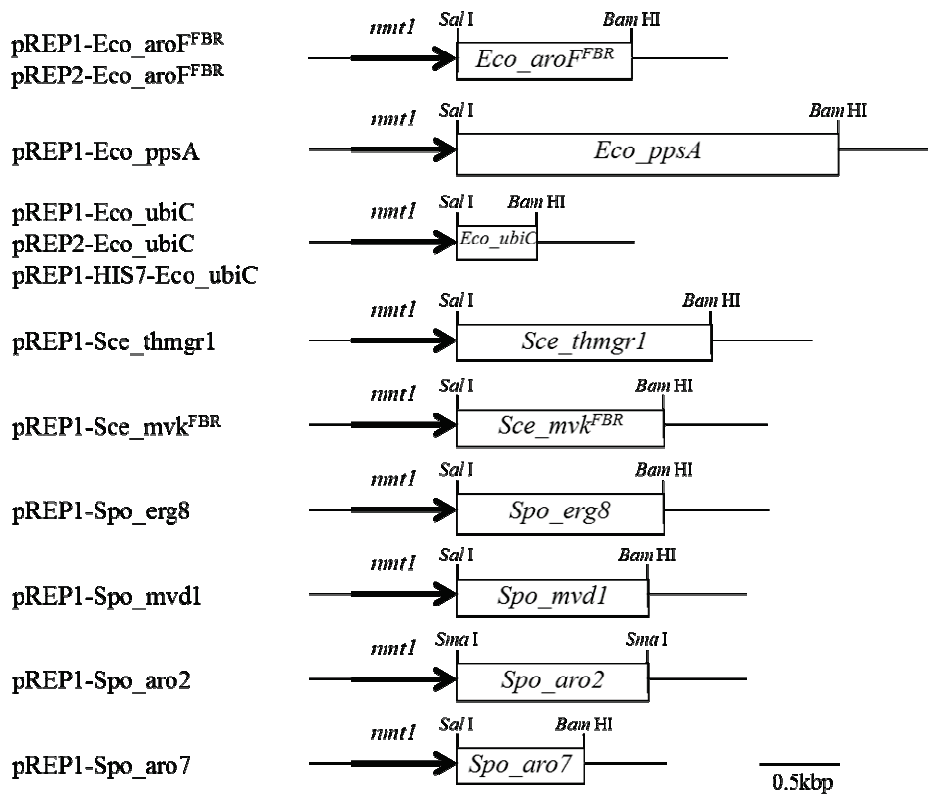 nmt1 Sal I Bam HI
pREP1-Eco_aroFFBR Eco_aroFFBR
pREP2-Eco_aroFFBR
nmt1 Sal I Bam HI
pREP1-Eco_ppsA Eco_ppsA
pREP1-Eco_ubiC nmt1 Sal I Bam HI
pREP2-Eco_ubiC Eco_ubiC
pREP1-HIS7-Eco_ubiC
nmt1 Sal I Bam HI
pREP1-Sce_thmgr1 Sce_thmgr1
nmt1 Sal I Bam HI
pREP1-Sce_mvkFBR Sce_mvkFBR
nmt1 Sal I Bam HI
pREP1-Spo_erg8 Spo_erg8
nmt1 Sal I Bam HI
pREP1-Spo_mvd1 Spo_mvd1
nmt1 Sma I Sma I
pREP1-Spo_aro2 Spo_aro2
nmt1 Sal I Bam HI
pREP1-Spo_aro7 Spo_aro7
0.5kbp